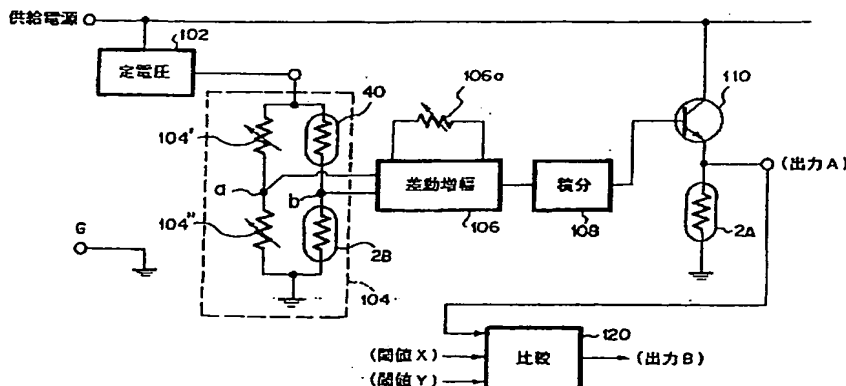 供給電源
102
定電圧
104'
40
a
b
104"
2B
104
G
106a
差動増幅
106
積分
108
110
(出力A)
2A
120
(閾値X)
比較
(出力B)
(閾値Y)